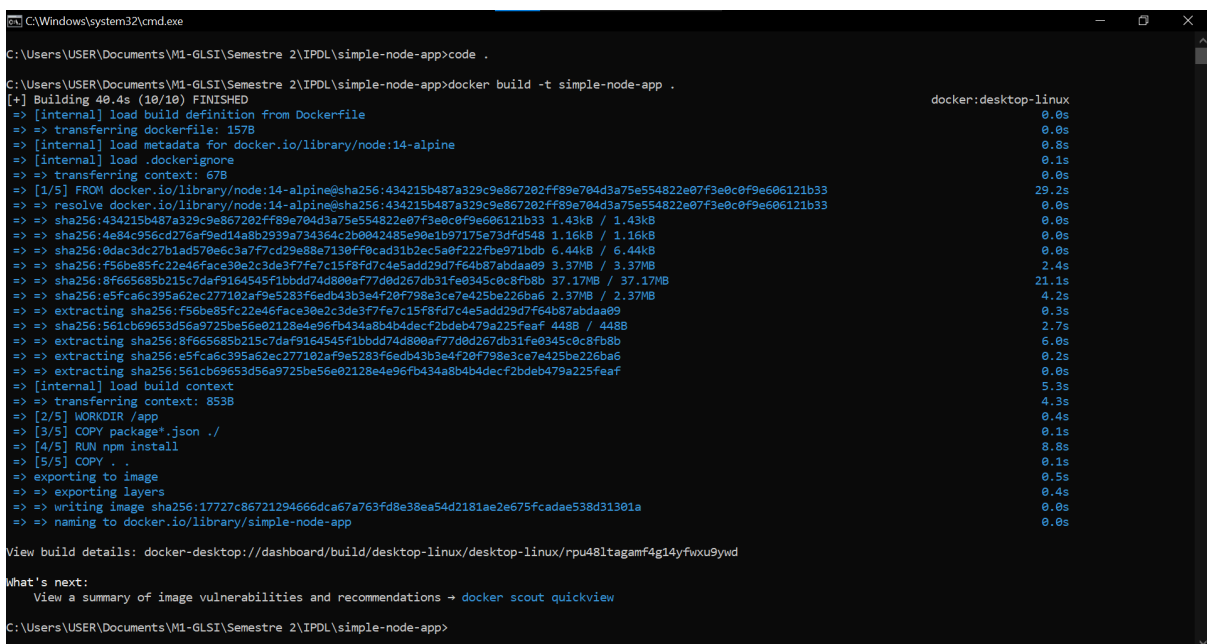 C:\Windows\system32\cmd.exe
C:\Users\USER\Documents\M1-GLSI\Semestre 2\IPDL\simple-node-app>code .
C:\Users\USER\Documents\M1-GLSI\Semestre 2\IPDL\simple-node-app>docker build -t simple-node-app .
[+] Building 40.4s (10/10) FINISHED docker:desktop-linux
=> [internal] load build definition from Dockerfile 0.0s
=> => transferring dockerfile: 157B 0.0s
=> [internal] load metadata for docker.io/library/node:14-alpine 0.8s
=> [internal] load .dockerignore 0.1s
=> => transferring context: 67B 0.0s
=> [1/5] FROM docker.io/library/node:14-alpine@sha256:434215b487a329c9e867202ff89e704d3a75e554822e07f3e0c0f9e606121b33 29.2s
=> => resolve docker.io/library/node:14-alpine@sha256:434215b487a329c9e867202ff89e704d3a75e554822e07f3e0c0f9e606121b33 0.0s
=> => sha256:434215b487a329c9e867202ff89e704d3a75e554822e07f3e0c0f9e606121b33 1.43kB / 1.43kB 0.0s
=> => sha256:4e84c956cd276af9ed14a8b2939a734364c2b0042485e90e1b97175e73dfd548 1.16kB / 1.16kB 0.0s
=> => sha256:0dac3dc27b1ad570e6c3a7f7cd29e88e7130ff0cad31b2ec5a0f222fbe971bdb 6.44kB / 6.44kB 0.0s
=> => sha256:f56be85fc22e46face30e2c3de3f7fe7c15f8fd7c4e5add29d7f64b87abdaa09 3.37MB / 3.37MB 2.4s
=> => sha256:8f665685b215c7daf9164545f1bbdd74d800af77d0d267db31fe0345c0c8fb8b 37.17MB / 37.17MB 21.1s
=> => sha256:e5fca6c395a62ec277102af9e5283f6edb43b3e4f20f798e3ce7e425be226ba6 2.37MB / 2.37MB 4.2s
=> => extracting sha256:f56be85fc22e46face30e2c3de3f7fe7c15f8fd7c4e5add29d7f64b87abdaa09 0.3s
=> => sha256:561cb69653d56a9725be56e02128e4e96fb434a8b4b4decf2bdeb479a225feaf 448B / 448B 2.7s
=> => extracting sha256:8f665685b215c7daf9164545f1bbdd74d800af77d0d267db31fe0345c0c8fb8b 6.0s
=> => extracting sha256:e5fca6c395a62ec277102af9e5283f6edb43b3e4f20f798e3ce7e425be226ba6 0.2s
=> => extracting sha256:561cb69653d56a9725be56e02128e4e96fb434a8b4b4decf2bdeb479a225feaf 0.0s
=> [internal] load build context 5.3s
=> => transferring context: 853B 4.3s
=> [2/5] WORKDIR /app 0.4s
=> [3/5] COPY package*.json ./ 0.1s
=> [4/5] RUN npm install 8.8s
=> [5/5] COPY . . 0.1s
=> exporting to image 0.5s
=> => exporting layers 0.4s
=> => writing image sha256:17727c86721294666dca67a763fd8e38ea54d2181ae2e675fcadae538d31301a 0.0s
=> => naming to docker.io/library/simple-node-app 0.0s
View build details: docker-desktop://dashboard/build/desktop-linux/desktop-linux/rpu48ltagamf4g14yfwxu9ywd
What's next:
View a summary of image vulnerabilities and recommendations → docker scout quickview
C:\Users\USER\Documents\M1-GLSI\Semestre 2\IPDL\simple-node-app>